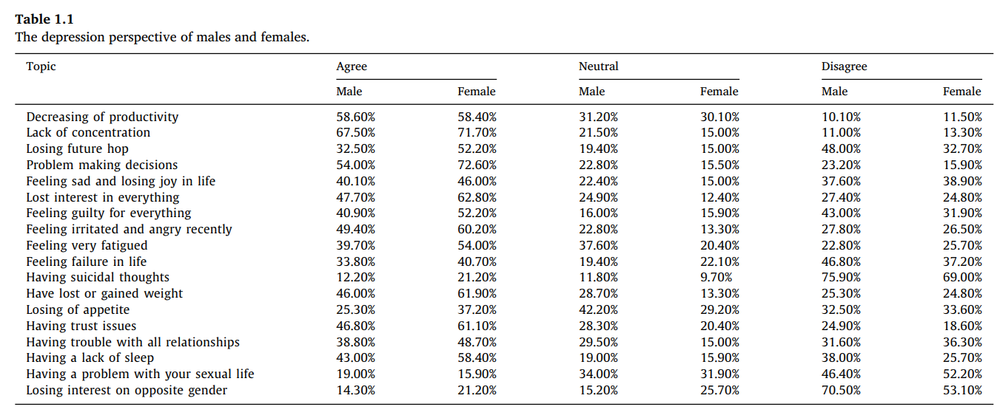 Table 1.1
The depression perspective of males and females.
Topic Agree Neutral Disagree
Male Female Male Female Male Female
Decreasing of productivity 58.60% 58.40% 31.20% 30.10% 10.10% 11.50%
Lack of concentration 67.50% 71.70% 21.50% 15.00% 11.00% 13.30%
Losing future hop 32.50% 52.20% 19.40% 15.00% 48.00% 32.70%
Problem making decisions 54.00% 72.60% 22.80% 15.50% 23.20% 15.90%
Feeling sad and losing joy in life 40.10% 46.00% 22.40% 15.00% 37.60% 38.90%
Lost interest in everything 47.70% 62.80% 24.90% 12.40% 27.40% 24.80%
Feeling guilty for everything 40.90% 52.20% 16.00% 15.90% 43.00% 31.90%
Feeling irritated and angry recently 49.40% 60.20% 22.80% 13.30% 27.80% 26.50%
Feeling very fatigued 39.70% 54.00% 37.60% 20.40% 22.80% 25.70%
Feeling failure in life 33.80% 40.70% 19.40% 22.10% 46.80% 37.20%
Having suicidal thoughts 12.20% 21.20% 11.80% 9.70% 75.90% 69.00%
Have lost or gained weight 46.00% 61.90% 28.70% 13.30% 25.30% 24.80%
Losing of appetite 25.30% 37.20% 42.20% 29.20% 32.50% 33.60%
Having trust issues 46.80% 61.10% 28.30% 20.40% 24.90% 18.60%
Having trouble with all relationships 38.80% 48.70% 29.50% 15.00% 31.60% 36.30%
Having a lack of sleep 43.00% 58.40% 19.00% 15.90% 38.00% 25.70%
Having a problem with your sexual life 19.00% 15.90% 34.00% 31.90% 46.40% 52.20%
Losing interest on opposite gender 14.30% 21.20% 15.20% 25.70% 70.50% 53.10%